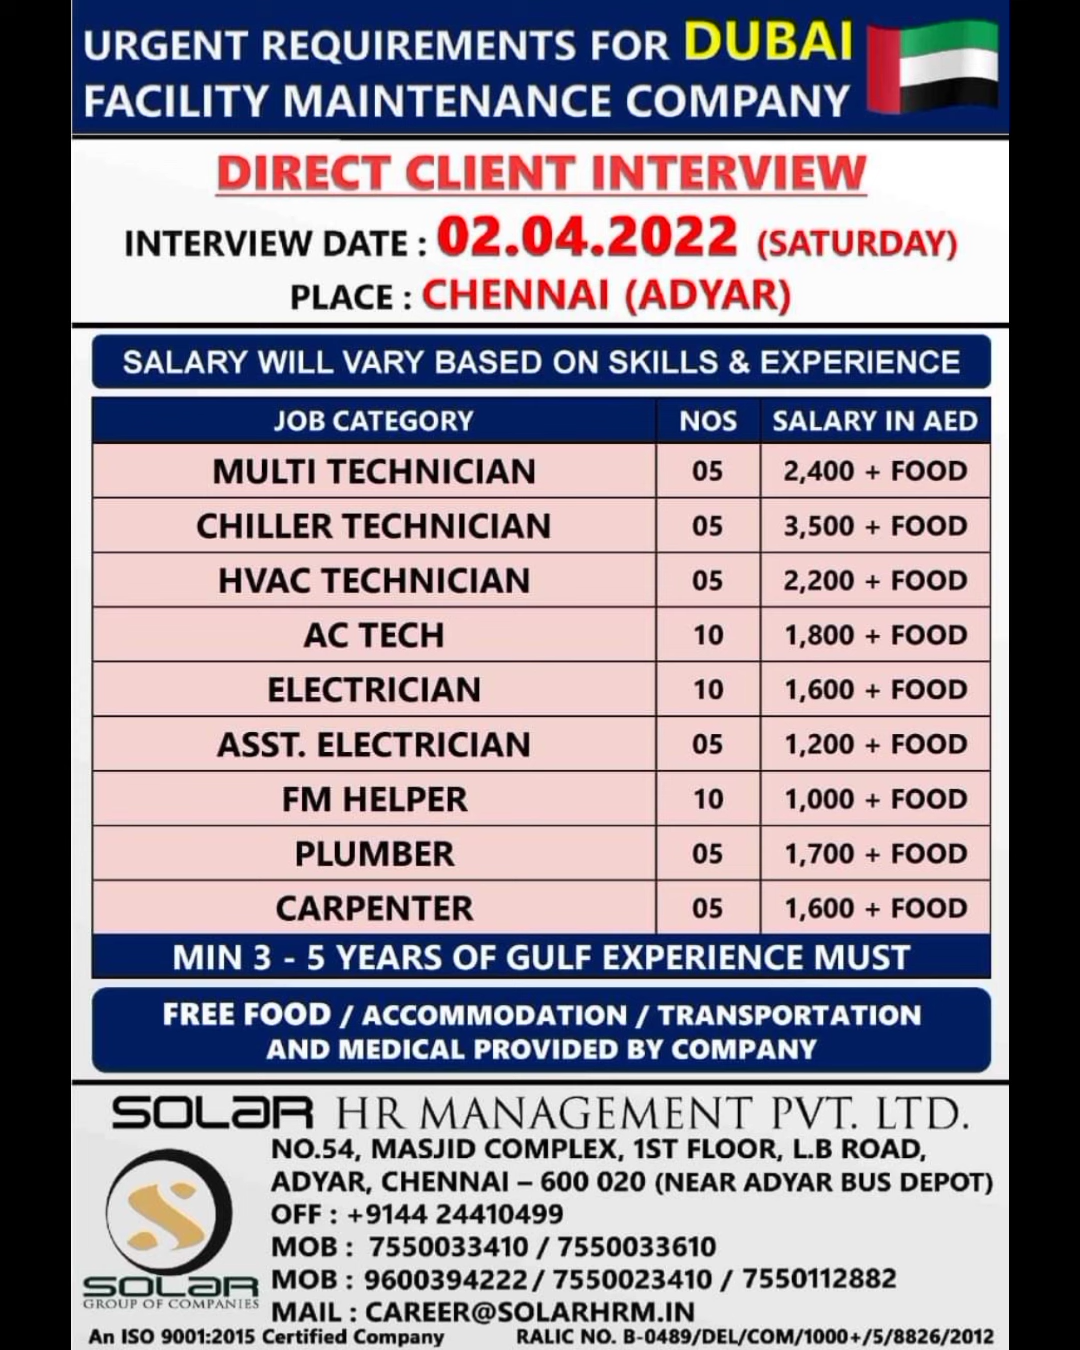 URGENT REQUIREMENTS FOR DUBAI
FACILITY MAINTENANCE COMPANY
DIRECT CLIENT INTERVIEW
INTERVIEW DATE : 02.04.2022 (SATURDAY)
PLACE : CHENNAI (ADYAR)
SALARY WILL VARY BASED ON SKILLS & EXPERIENCE
JOB CATEGORY NOS SALARY IN AED
MULTI TECHNICIAN 05 2,400 + FOOD
CHILLER TECHNICIAN 05 3,500 + FOOD
HVAC TECHNICIAN 05 2,200 + FOOD
AC TECH 10 1,800 + FOOD
ELECTRICIAN 10 1,600 + FOOD
ASST. ELECTRICIAN 05 1,200 + FOOD
FM HELPER 10 1,000 + FOOD
PLUMBER 05 1,700 + FOOD
CARPENTER 05 1,600 + FOOD
MIN 3 - 5 YEARS OF GULF EXPERIENCE MUST
FREE FOOD / ACCOMMODATION / TRANSPORTATION
AND MEDICAL PROVIDED BY COMPANY
SOLAR HR MANAGEMENT PVT. LTD.
NO.54, MASJID COMPLEX, 1ST FLOOR, L.B ROAD,
ADYAR, CHENNAI – 600 020 (NEAR ADYAR BUS DEPOT)
OFF : +9144 24410499
MOB : 7550033410 / 7550033610
MOB : 9600394222 / 7550023410 / 7550112882
MAIL : CAREER@SOLARHRM.IN
SOLAR
GROUP OF COMPANIES
An ISO 9001:2015 Certified Company RALIC NO. B-0489/DEL/COM/1000+/5/8826/2012